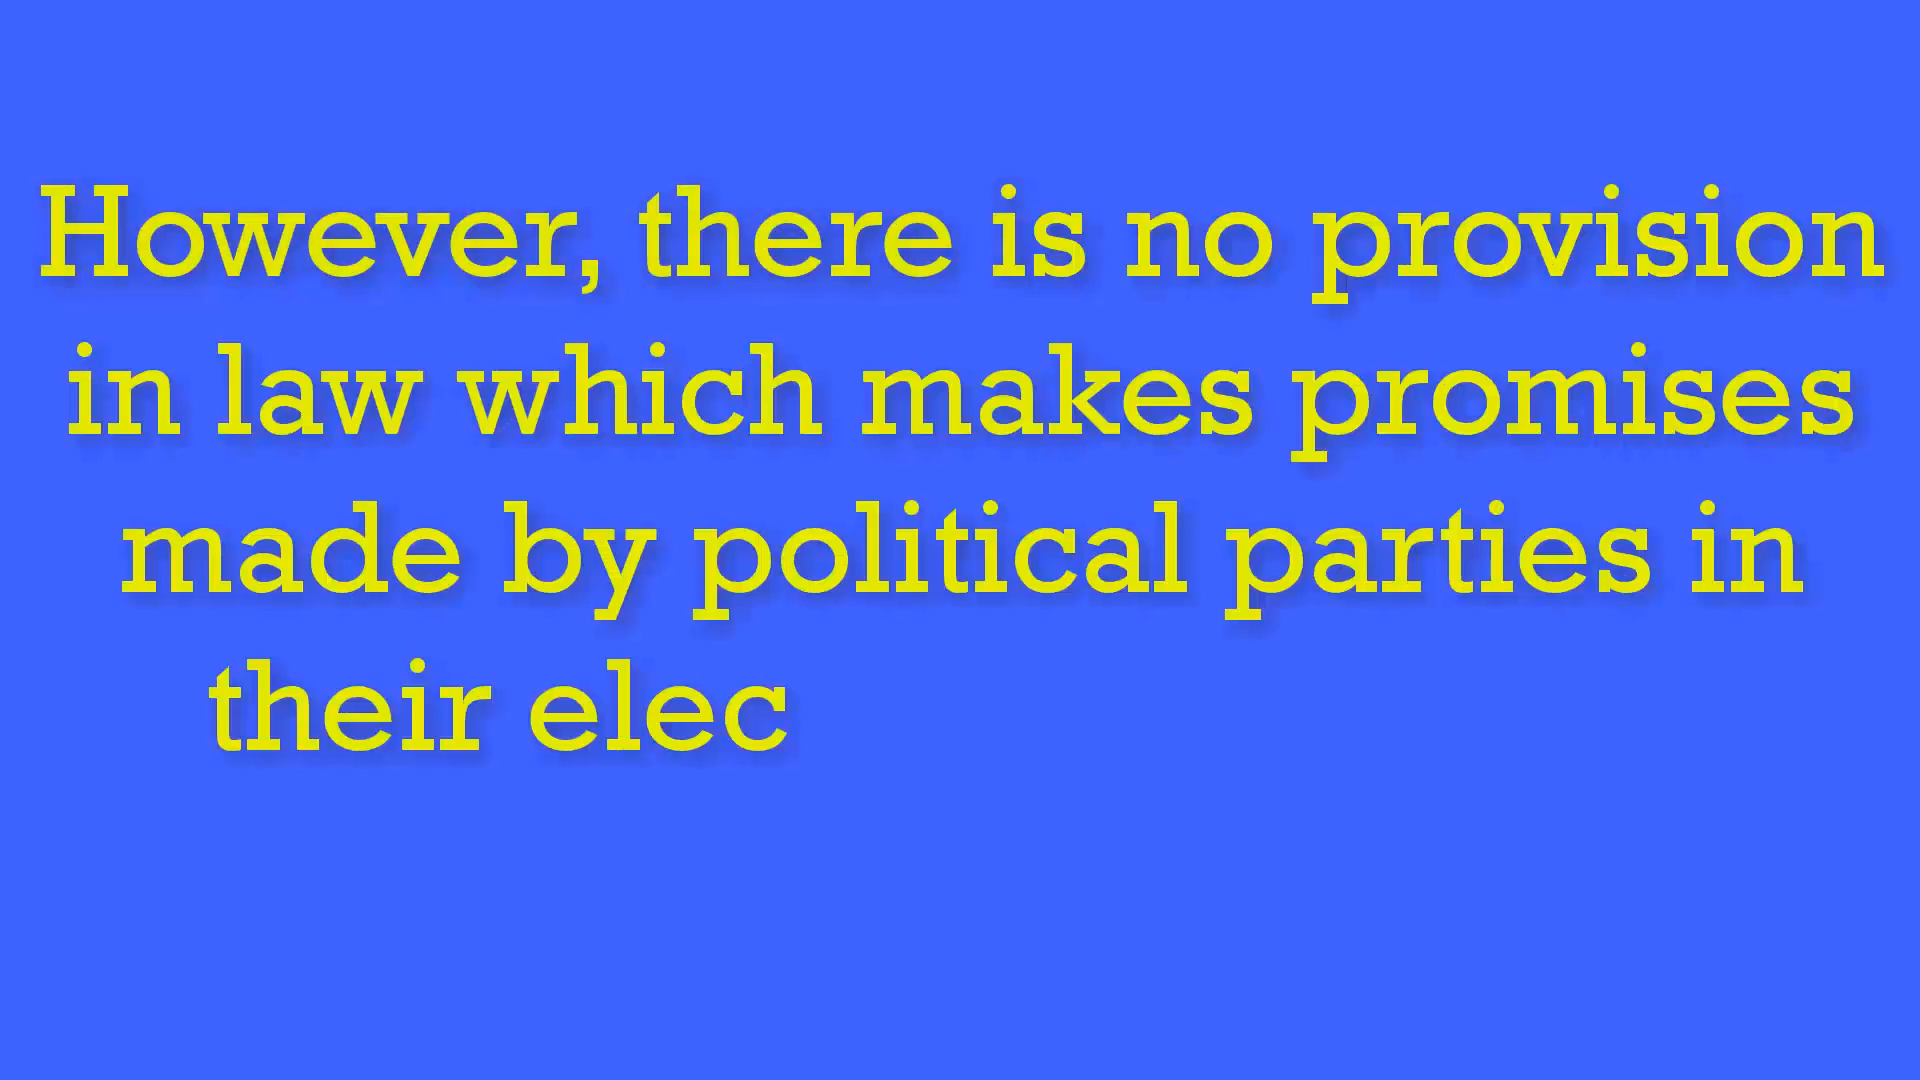 However, there is no provision
in law which makes promises
made by political parties in
their elec